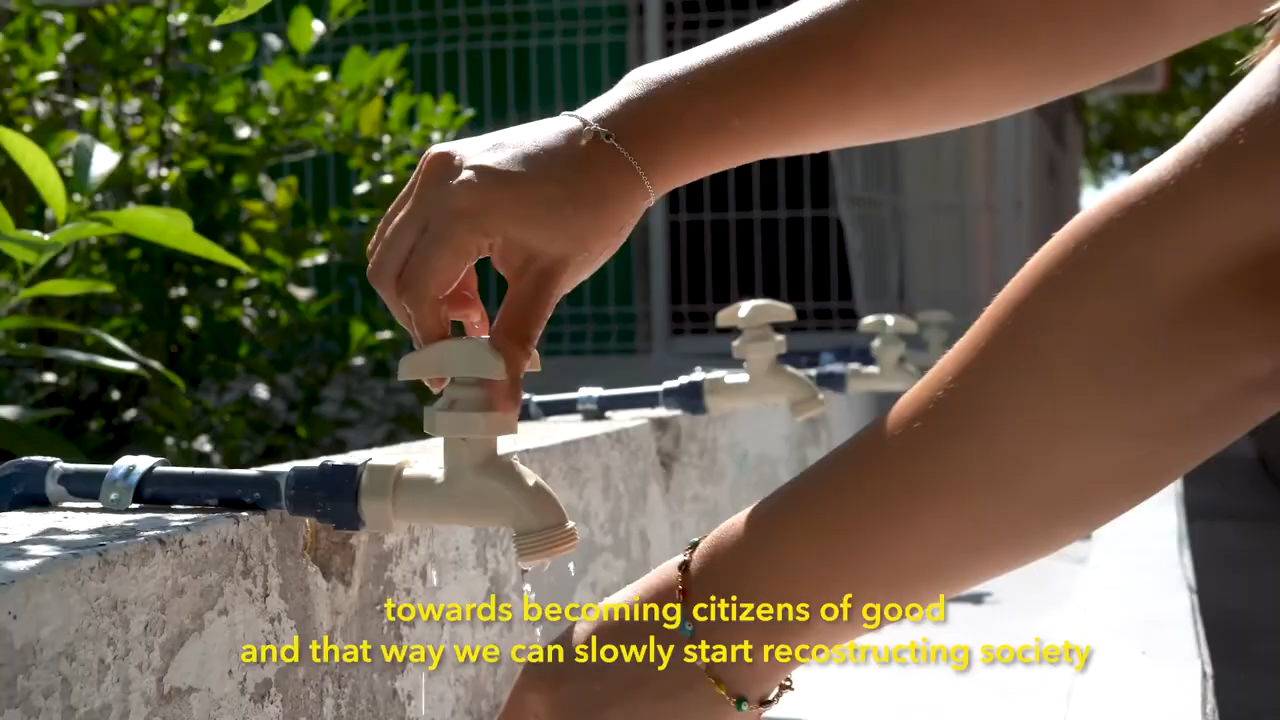 towards becoming citizens of good
and that way we can slowly start recostructing society